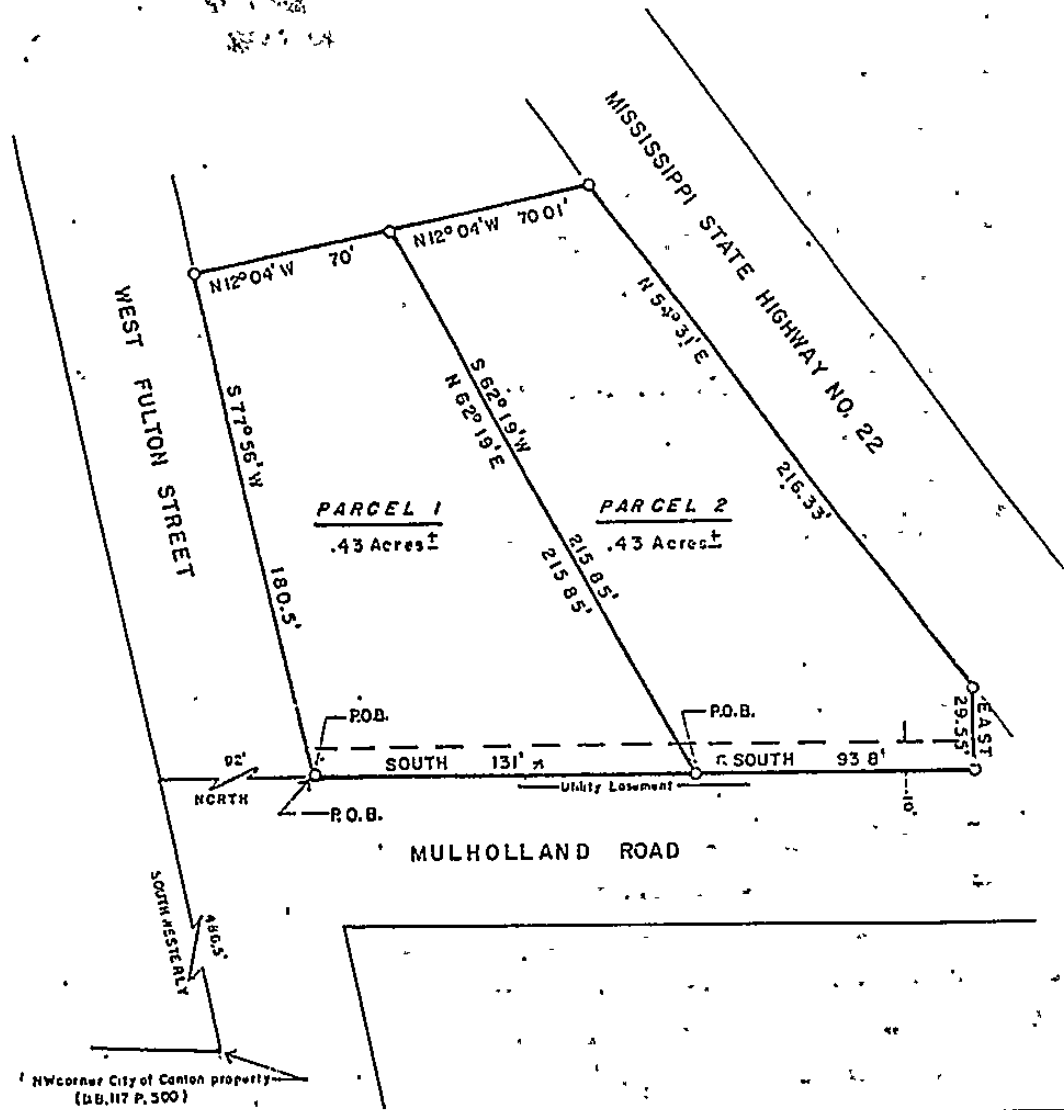 MISSISSIPPI STATE HIGHWAY NO. 22
WEST FULTON STREET
N12° 04' W 70'
N12° 04' W 70 01'
N 54° 31' E
216.33'
S 77° 56' W
180.5'
S 62° 19' W
N 62° 19' E
215 85'
215 85'
PARCEL 1
.43 Acres±
PARCEL 2
.43 Acres±
EAST
29.55'
P.O.B.
P.O.B.
SOUTH 131'
SOUTH 93 8'
92'
NORTH
P.O.B.
Utility Easement
10'
MULHOLLAND ROAD
SOUTHWESTERLY
486.5'
NW corner City of Canton property
(D.B. 117 P. 300)